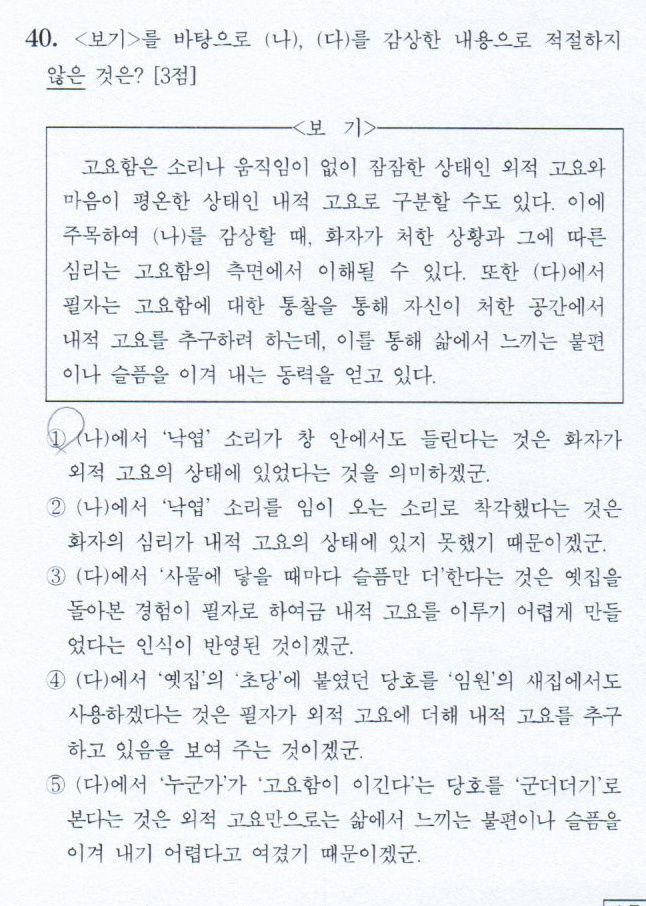 40. <보기>를 바탕으로 (나), (다)를 감상한 내용으로 적절하지
않은 것은? [3점]
<보 기>
고요함은 소리나 움직임이 없이 잠잠한 상태인 외적 고요와
마음이 평온한 상태인 내적 고요로 구분할 수도 있다. 이에
주목하여 (나)를 감상할 때, 화자가 처한 상황과 그에 따른
심리는 고요함의 측면에서 이해될 수 있다. 또한 (다)에서
필자는 고요함에 대한 통찰을 통해 자신이 처한 공간에서
내적 고요를 추구하려 하는데, 이를 통해 삶에서 느끼는 불편
이나 슬픔을 이겨 내는 동력을 얻고 있다.
① (나)에서 ‘낙엽’ 소리가 창 안에서도 들린다는 것은 화자가
외적 고요의 상태에 있었다는 것을 의미하겠군.
② (나)에서 ‘낙엽’ 소리를 임이 오는 소리로 착각했다는 것은
화자의 심리가 내적 고요의 상태에 있지 못했기 때문이겠군.
③ (다)에서 ‘사물에 닿을 때마다 슬픔만 더’한다는 것은 옛집을
돌아본 경험이 필자로 하여금 내적 고요를 이루기 어렵게 만들
었다는 인식이 반영된 것이겠군.
④ (다)에서 ‘옛집’의 ‘초당’에 붙였던 당호를 ‘임원’의 새집에서도
사용하겠다는 것은 필자가 외적 고요에 더해 내적 고요를 추구
하고 있음을 보여 주는 것이겠군.
⑤ (다)에서 ‘누군가’가 ‘고요함이 이긴다’는 당호를 ‘군더더기’로
본다는 것은 외적 고요만으로는 삶에서 느끼는 불편이나 슬픔을
이겨 내기 어렵다고 여겼기 때문이겠군.